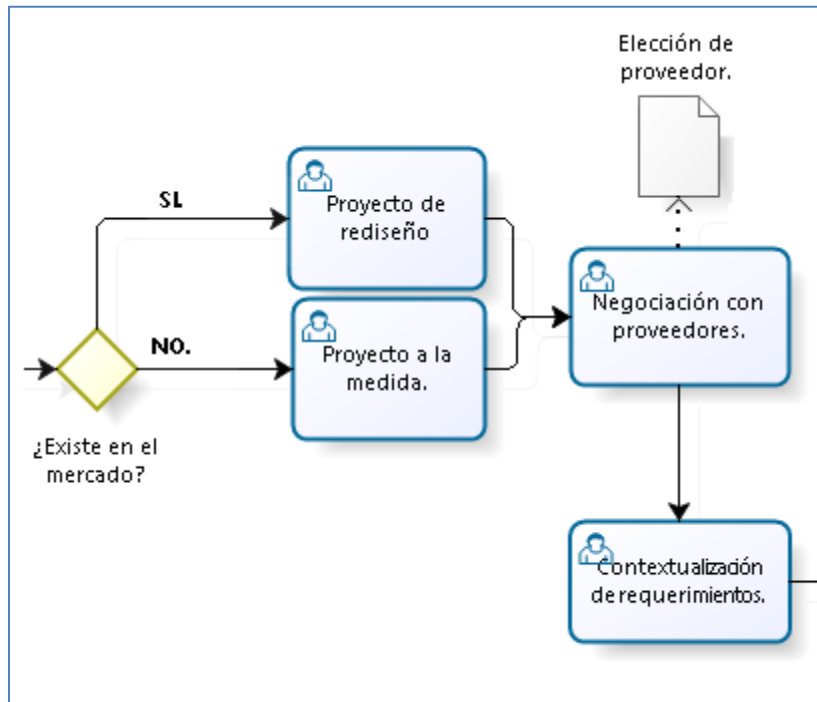 Elección de
proveedor.
SI.
Proyecto de
rediseño
Negociación con
proveedores.
NO.
Proyecto a la
medida.
¿Existe en el
mercado?
Contextualización
de requerimientos.